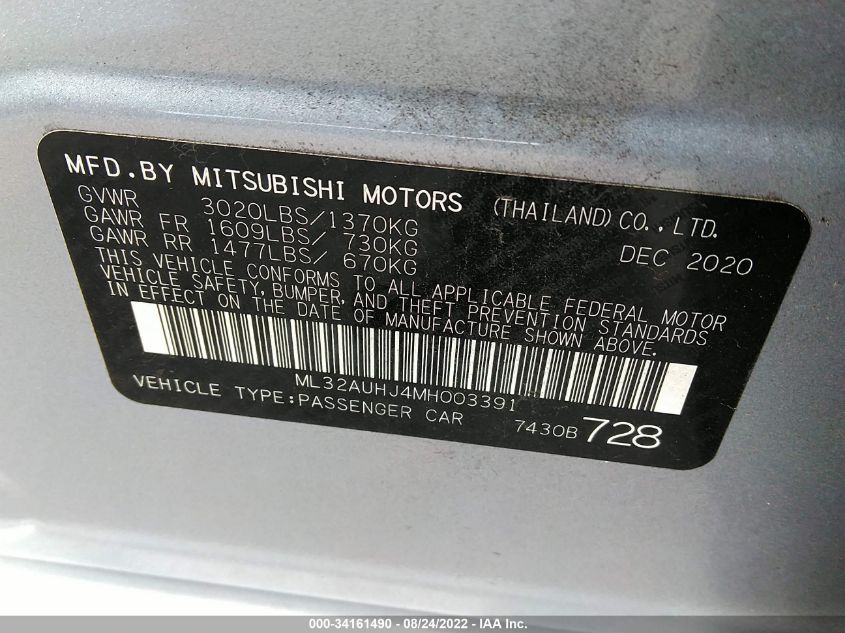 MFD.BY MITSUBISHI MOTORS (THAILAND) CO., LTD.
GVWR 3020LBS/1370KG
GAWR FR 1609LBS/ 730KG DEC 2020
GAWR RR 1477LBS/ 670KG
THIS VEHICLE CONFORMS TO ALL APPLICABLE FEDERAL MOTOR
VEHICLE SAFETY, BUMPER, AND THEFT PREVENTION STANDARDS
IN EFFECT ON THE DATE OF MANUFACTURE SHOWN ABOVE.
ML32AUHJ4MH003391
VEHICLE TYPE:PASSENGER CAR 7430B 728
000-34161490 - 08/24/2022 - IAA Inc.